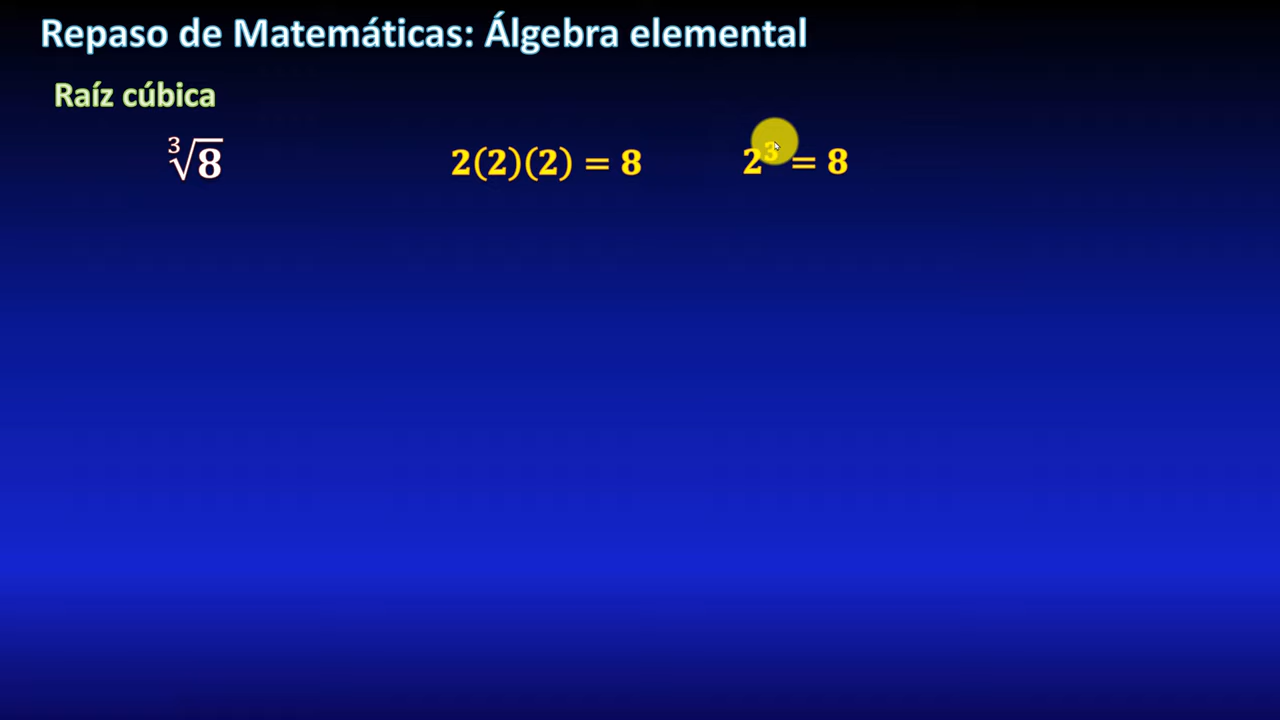 Repaso de Matemáticas: Álgebra elemental
Raíz cúbica
∛8 2(2)(2) = 8 2³ = 8